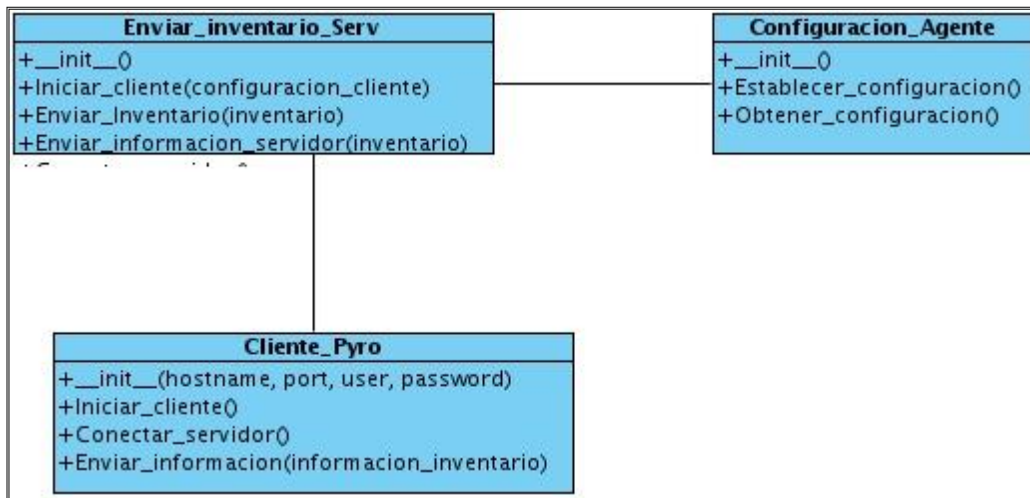 Enviar_inventario_Serv
+__init__()
+Iniciar_cliente(configuracion_cliente)
+Enviar_Inventario(inventario)
+Enviar_informacion_servidor(inventario)
Configuracion_Agente
+__init__()
+Establecer_configuracion()
+Obtener_configuracion()
Cliente_Pyro
+__init__(hostname, port, user, password)
+Iniciar_cliente()
+Conectar_servidor()
+Enviar_informacion(informacion_inventario)